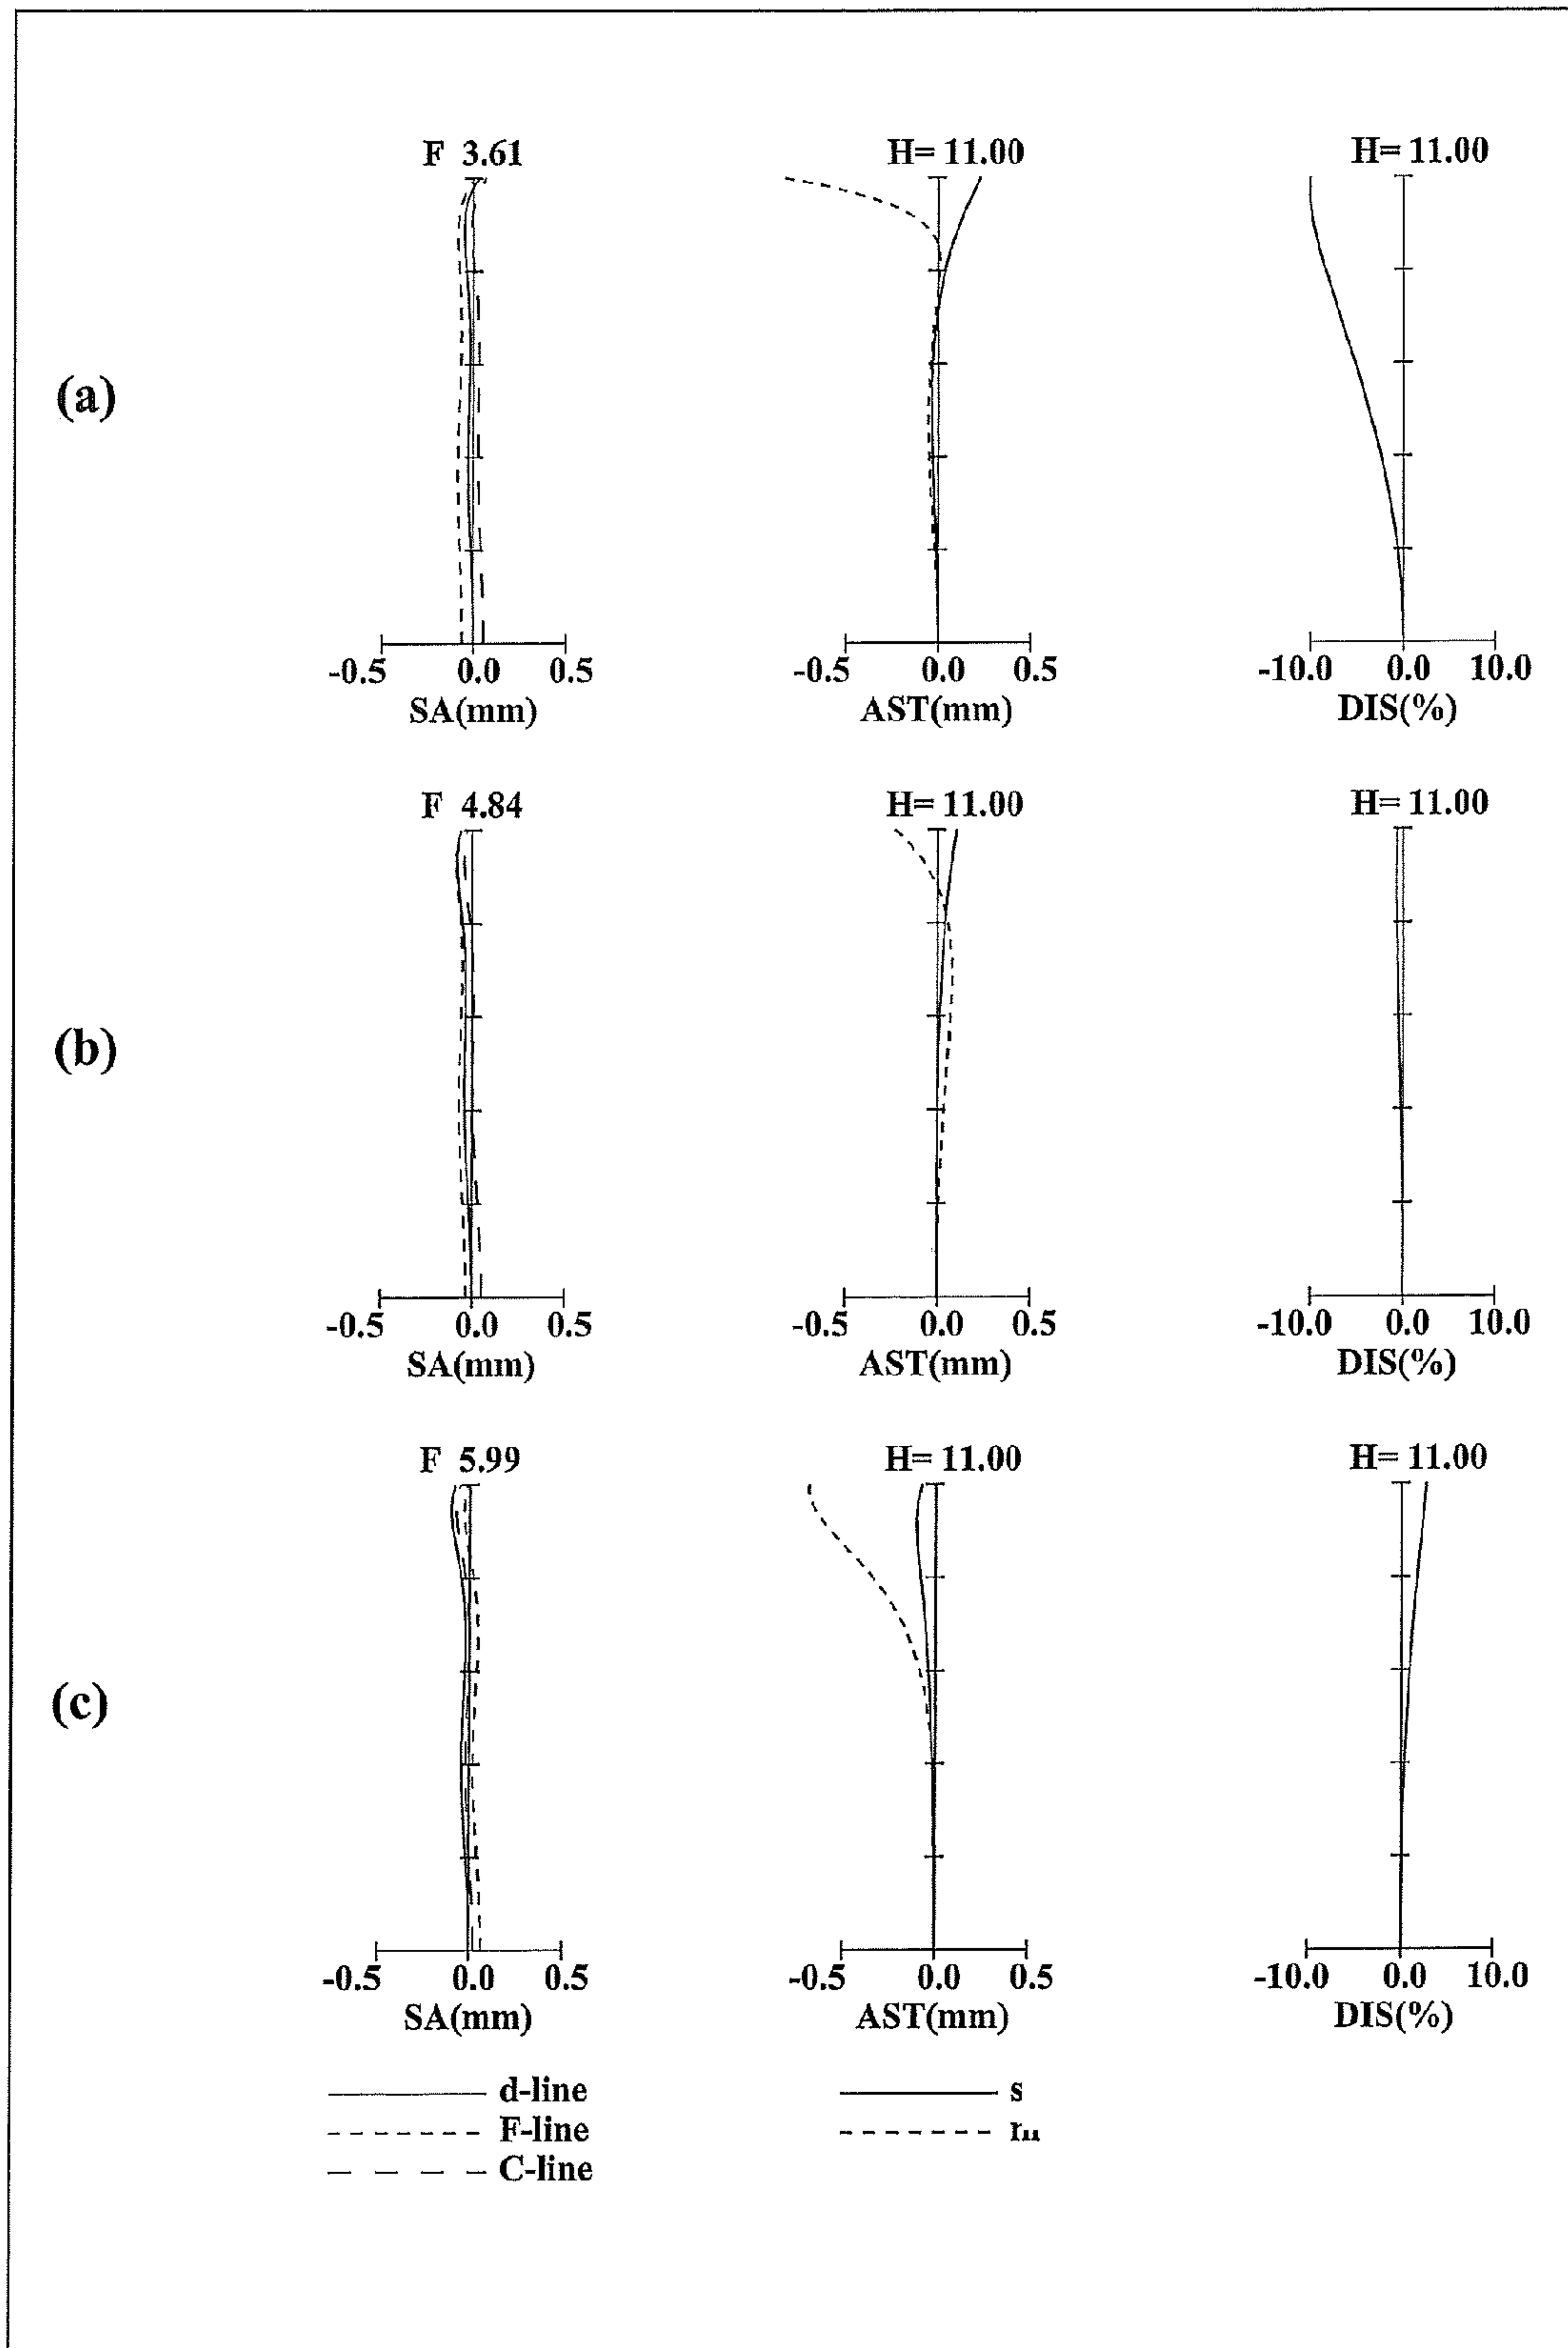 F 3.61
H= 11.00
H= 11.00
(a)
-0.5 0.0 0.5
SA(mm)
-0.5 0.0 0.5
AST(mm)
-10.0 0.0 10.0
DIS(%)
F 4.84
H= 11.00
H= 11.00
(b)
-0.5 0.0 0.5
SA(mm)
-0.5 0.0 0.5
AST(mm)
-10.0 0.0 10.0
DIS(%)
F 5.99
H= 11.00
H= 11.00
(c)
-0.5 0.0 0.5
SA(mm)
-0.5 0.0 0.5
AST(mm)
-10.0 0.0 10.0
DIS(%)
d-line
F-line
C-line
s